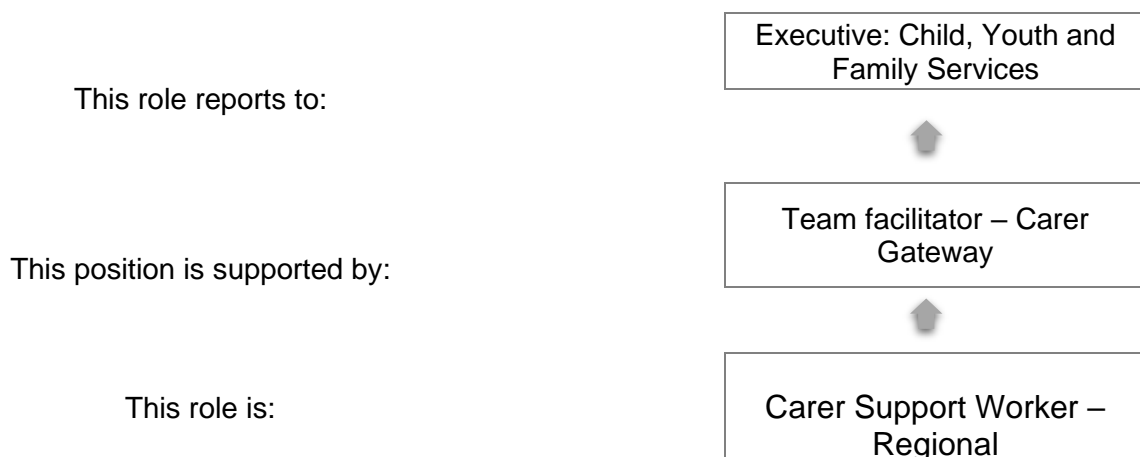 Executive: Child, Youth and
Family Services
This role reports to:
Team facilitator – Carer
Gateway
This position is supported by:
This role is:
Carer Support Worker –
Regional